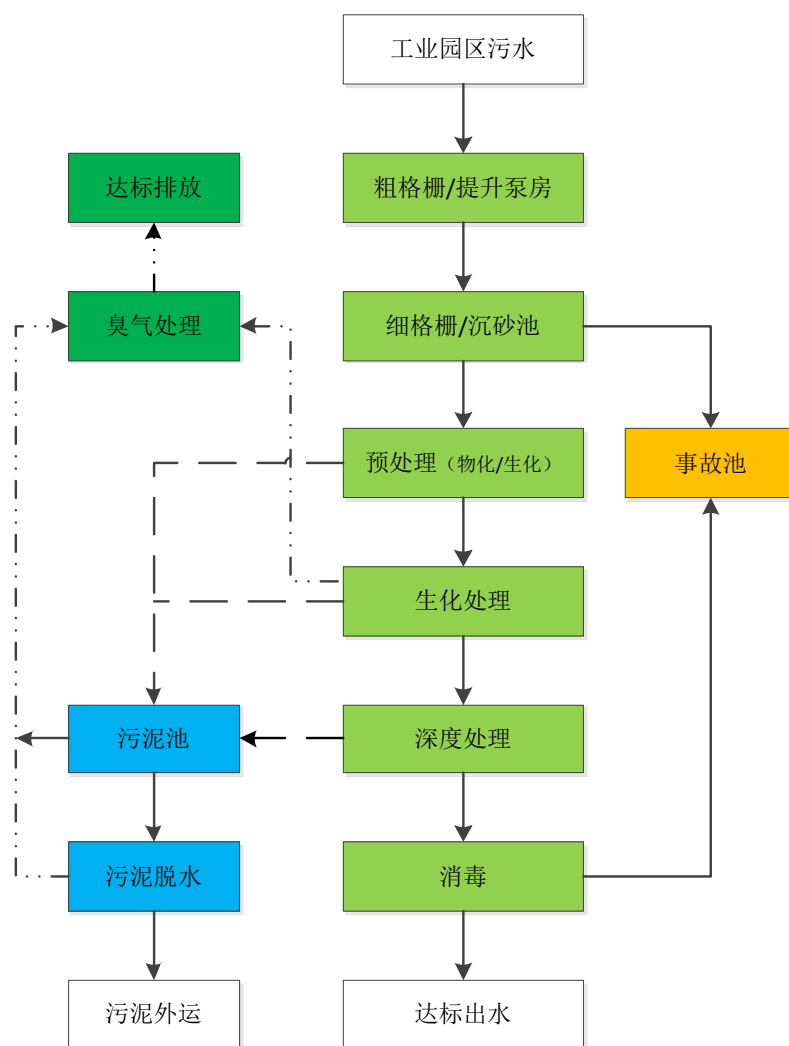 工业园区污水
达标排放
粗格栅/提升泵房
臭气处理
细格栅/沉砂池
预处理（物化/生化）
事故池
生化处理
污泥池
深度处理
污泥脱水
消毒
污泥外运
达标出水